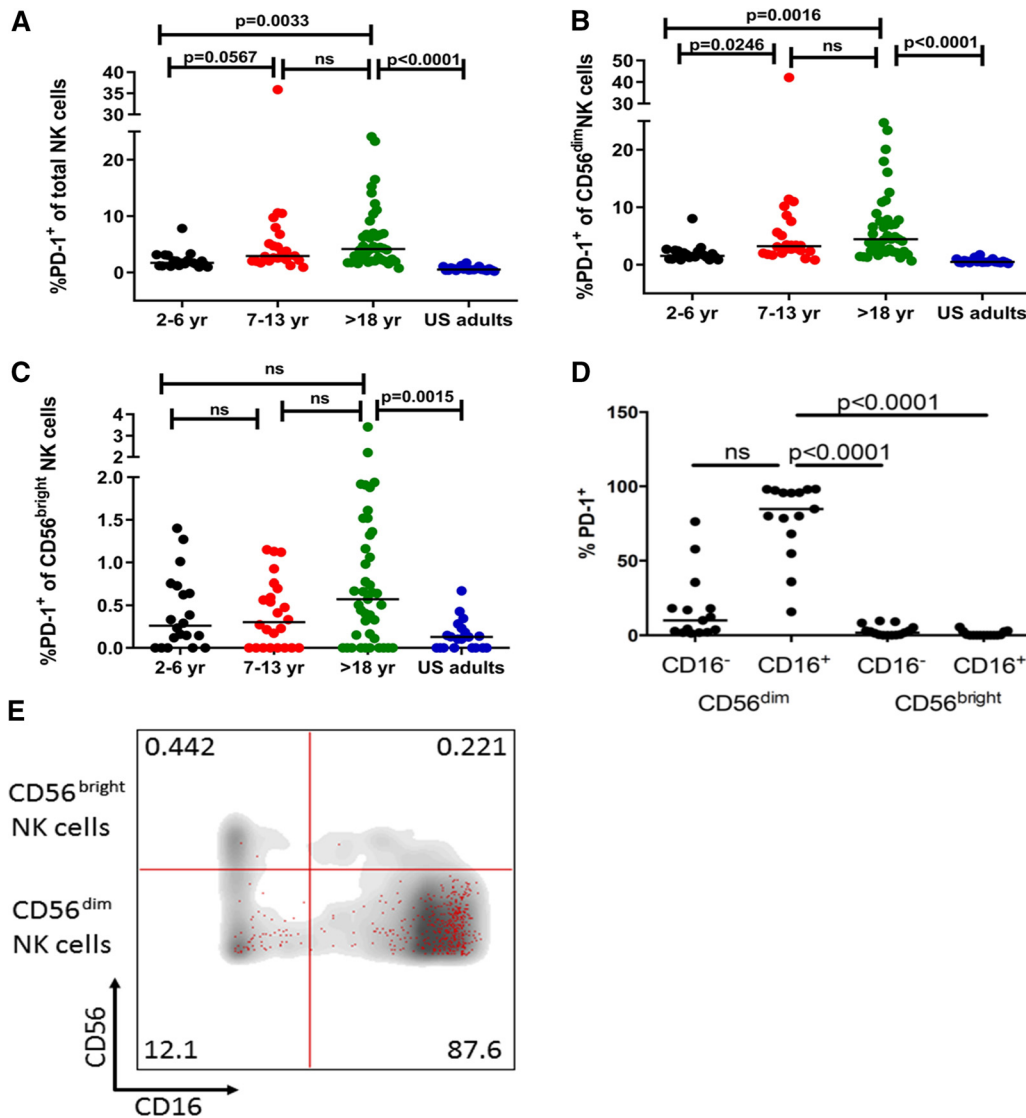 A
p=0.0033
p=0.0567 ns p<0.0001
%PD-1+ of total NK cells
40
35
30
20
10
0
2-6 yr 7-13 yr >18 yr US adults
B
p=0.0016
p=0.0246 ns p<0.0001
%PD-1+ of CD56dimNK cells
50
40
30
20
10
0
2-6 yr 7-13 yr >18 yr US adults
C
ns
ns ns p=0.0015
%PD-1+ of CD56bright NK cells
4
3
2
2.0
1.5
1.0
0.5
0.0
2-6 yr 7-13 yr >18 yr US adults
D
p<0.0001
ns p<0.0001
% PD-1+
150
100
50
0
CD16- CD16+ CD16- CD16+
CD56dim CD56bright
E
0.442 0.221
CD56bright
NK cells
CD56dim
NK cells
12.1 87.6
CD56
CD16